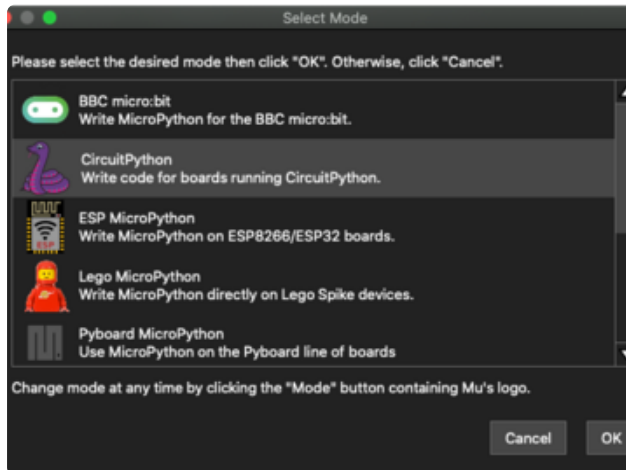 Select Mode
Please select the desired mode then click "OK". Otherwise, click "Cancel".
BBC micro:bit
Write MicroPython for the BBC micro:bit.
CircuitPython
Write code for boards running CircuitPython.
ESP
ESP MicroPython
Write MicroPython on ESP8266/ESP32 boards.
Lego MicroPython
Write MicroPython directly on Lego Spike devices.
Pyboard MicroPython
Use MicroPython on the Pyboard line of boards
Change mode at any time by clicking the "Mode" button containing Mu's logo.
Cancel
OK